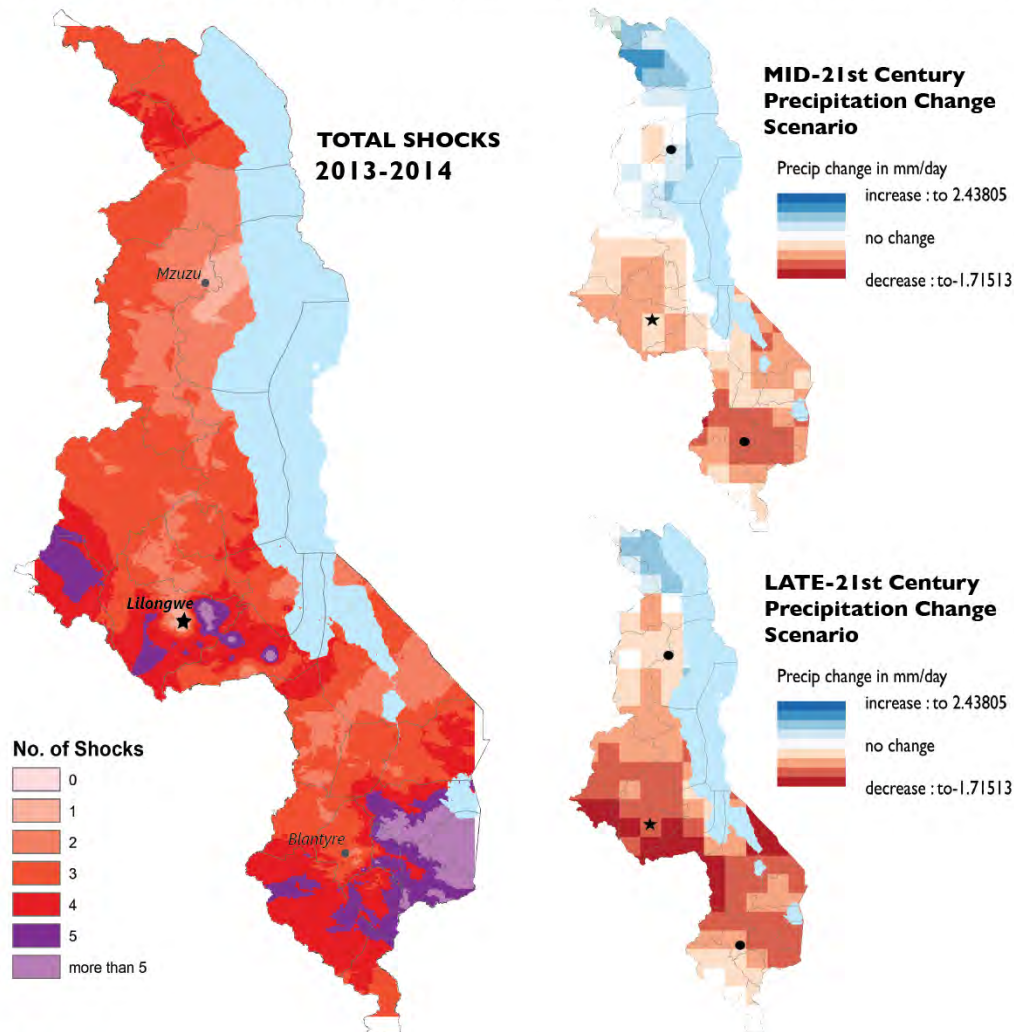 TOTAL SHOCKS
2013-2014
Mzuzu
Lilongwe
Blantyre
No. of Shocks
0
1
2
3
4
5
more than 5
MID-21st Century
Precipitation Change
Scenario
Precip change in mm/day
increase : to 2.43805
no change
decrease : to-1.71513
LATE-21st Century
Precipitation Change
Scenario
Precip change in mm/day
increase : to 2.43805
no change
decrease : to-1.71513